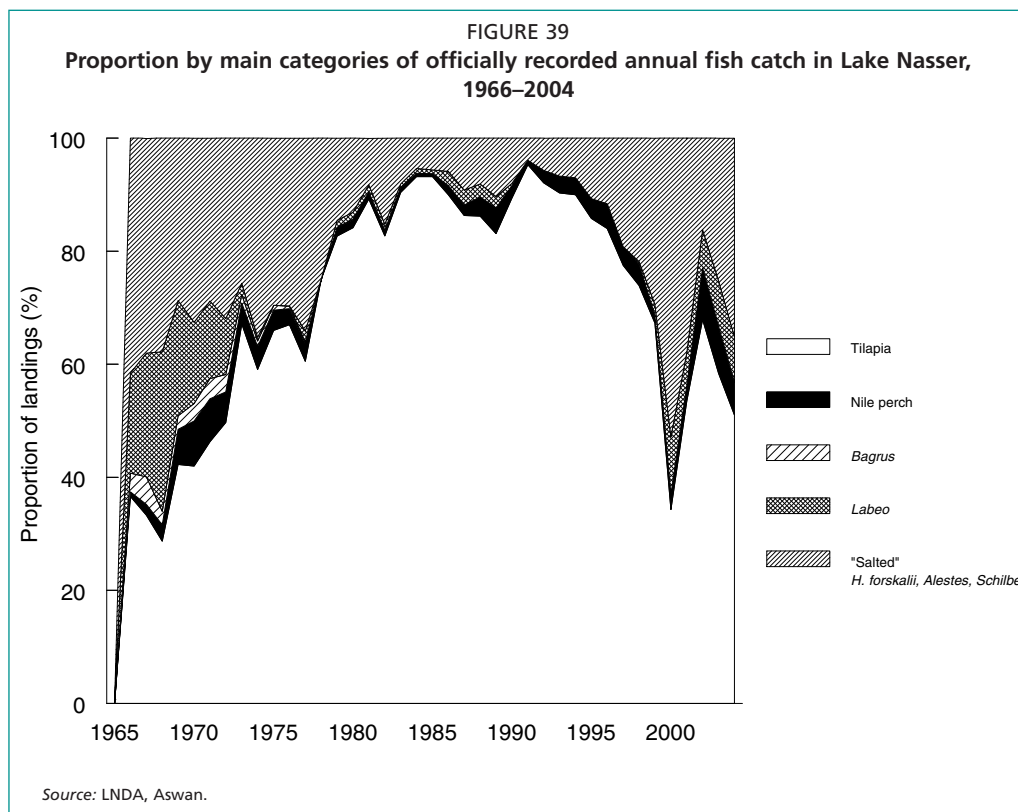 FIGURE 39
Proportion by main categories of officially recorded annual fish catch in Lake Nasser,
1966–2004
Proportion of landings (%)
100
80
60
40
20
0
1965
1970
1975
1980
1985
1990
1995
2000
Tilapia
Nile perch
Bagrus
Labeo
"Salted"
H. forskalii, Alestes, Schilbe
Source: LNDA, Aswan.